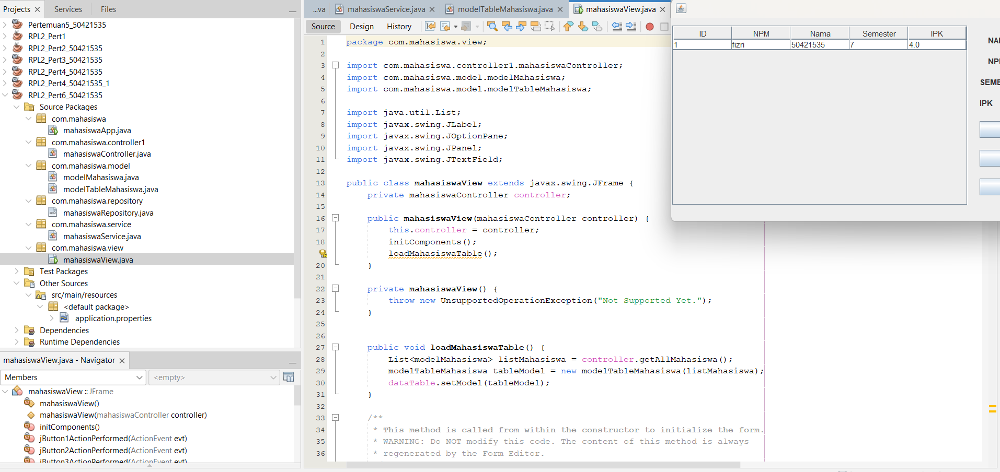 Projects
Services
Files
Pertemuan5_50421535
RPL2_Pert1
RPL2_Pert2_50421535
RPL2_Pert3_50421535
RPL2_Pert4_50421535
RPL2_Pert4_50421535_1
RPL2_Pert6_50421535
Source Packages
com.mahasiswa
mahasiswaApp.java
com.mahasiswa.controller1
mahasiswaController.java
com.mahasiswa.model
modelMahasiswa.java
modelTableMahasiswa.java
com.mahasiswa.repository
mahasiswaRepository.java
com.mahasiswa.service
mahasiswaService.java
com.mahasiswa.view
mahasiswaView.java
Test Packages
Other Sources
src/main/resources
<default package>
application.properties
Dependencies
Runtime Dependencies
mahasiswaView.java - Navigator
Members
<empty>
mahasiswaView :: JFrame
mahasiswaView()
mahasiswaView(mahasiswaController controller)
initComponents()
jButton1ActionPerformed(ActionEvent evt)
jButton2ActionPerformed(ActionEvent evt)
jButton3ActionPerformed(ActionEvent evt)
...va
mahasiswaService.java
modelTableMahasiswa.java
mahasiswaView.java
Source
Design
History
1 package com.mahasiswa.view;
2
3 import com.mahasiswa.controller1.mahasiswaController;
4 import com.mahasiswa.model.modelMahasiswa;
5 import com.mahasiswa.model.modelTableMahasiswa;
6
7 import java.util.List;
8 import javax.swing.JLabel;
9 import javax.swing.JOptionPane;
10 import javax.swing.JPanel;
11 import javax.swing.JTextField;
12
13 public class mahasiswaView extends javax.swing.JFrame {
14 private mahasiswaController controller;
15
16 public mahasiswaView(mahasiswaController controller) {
17 this.controller = controller;
18 initComponents();
loadMahasiswaTable();
20 }
21
22 private mahasiswaView() {
23 throw new UnsupportedOperationException("Not Supported Yet.");
24 }
25
26
27 public void loadMahasiswaTable() {
28 List<modelMahasiswa> listMahasiswa = controller.getAllMahasiswa();
29 modelTableMahasiswa tableModel = new modelTableMahasiswa(listMahasiswa);
30 dataTable.setModel(tableModel);
31 }
32
33 /**
34 * This method is called from within the constructor to initialize the form.
35 * WARNING: Do NOT modify this code. The content of this method is always
36 * regenerated by the Form Editor.
ID NPM Nama Semester IPK
1 fizri 50421535 7 4.0
NA
NP
SEME
IPK